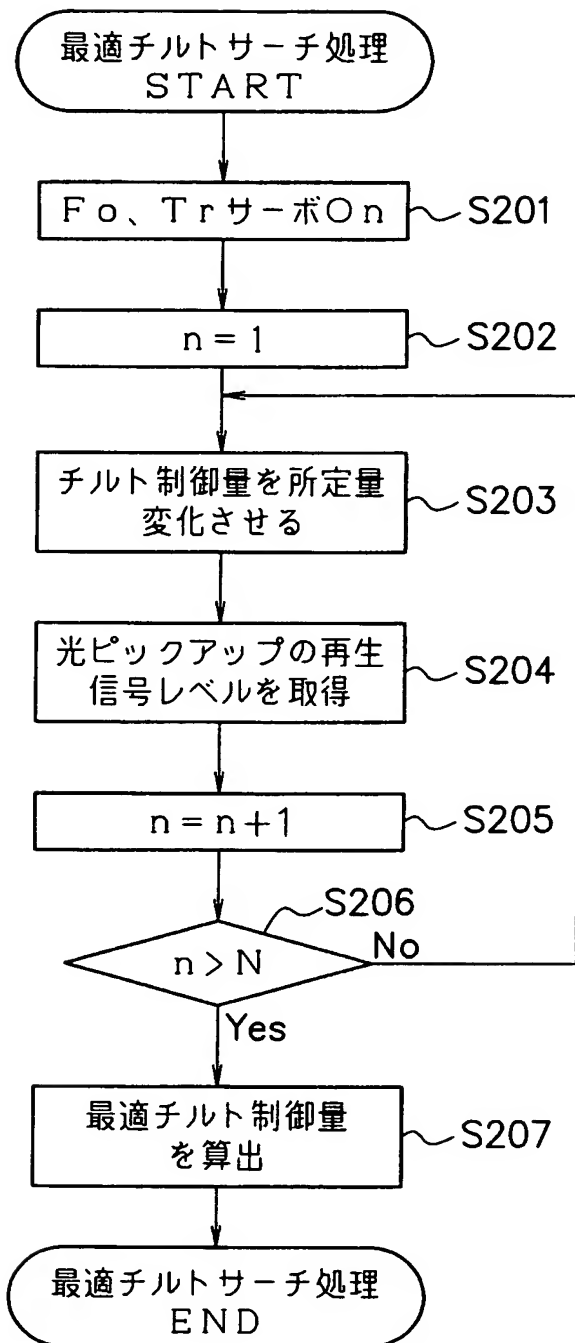 最適チルトサーチ処理
START
Fo、TrサーボOn
S201
n=1
S202
チルト制御量を所定量
変化させる
S203
光ピックアップの再生
信号レベルを取得
S204
n=n+1
S205
S206
n>N
No
Yes
最適チルト制御量
を算出
S207
最適チルトサーチ処理
END